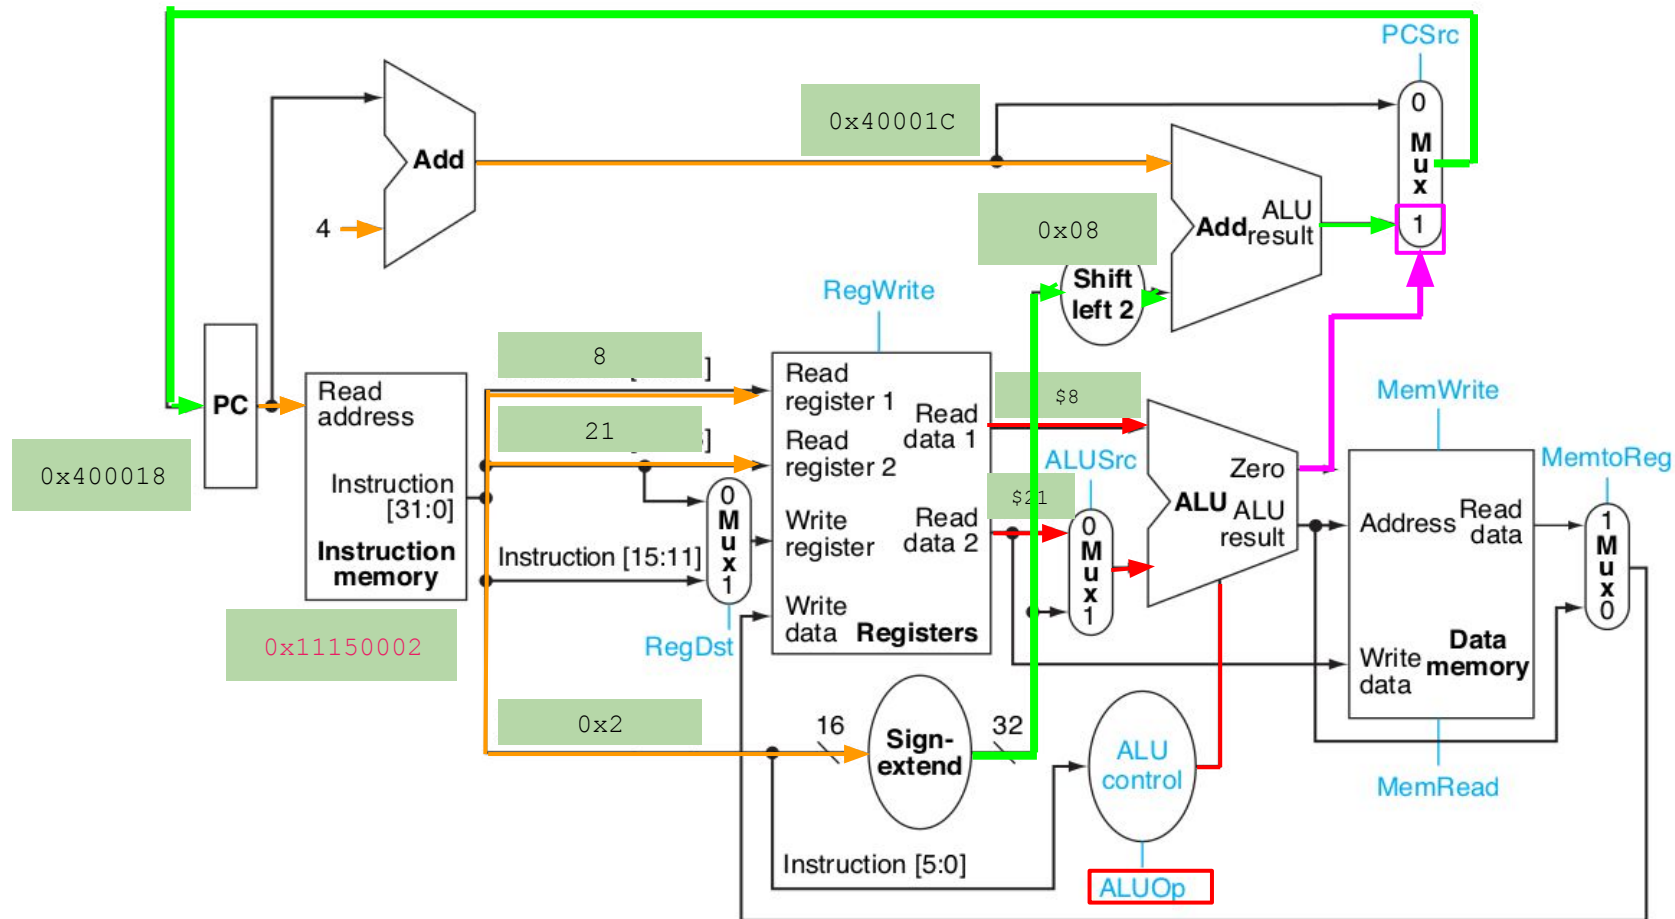 PCSrc
0x40001C
0
M
u
x
1
Add
4
0x08
Add
ALU
result
Shift
left 2
RegWrite
8
]
PC
Read
address
Instruction
[31:0]
Instruction
memory
0x400018
0x11150002
21
]
Instruction [15:11]
0
M
u
x
1
RegDst
Read
register 1
Read
register 2
Write
register
Write
data
Read
data 1
Read
data 2
Registers
$8
$21
ALUSrc
0
M
u
x
1
Zero
ALU
ALU
result
MemWrite
Address
Read
data
Write
data
Data
memory
MemRead
MemtoReg
1
M
u
x
0
0x2
16
Sign-
extend
32
ALU
control
Instruction [5:0]
ALUOp